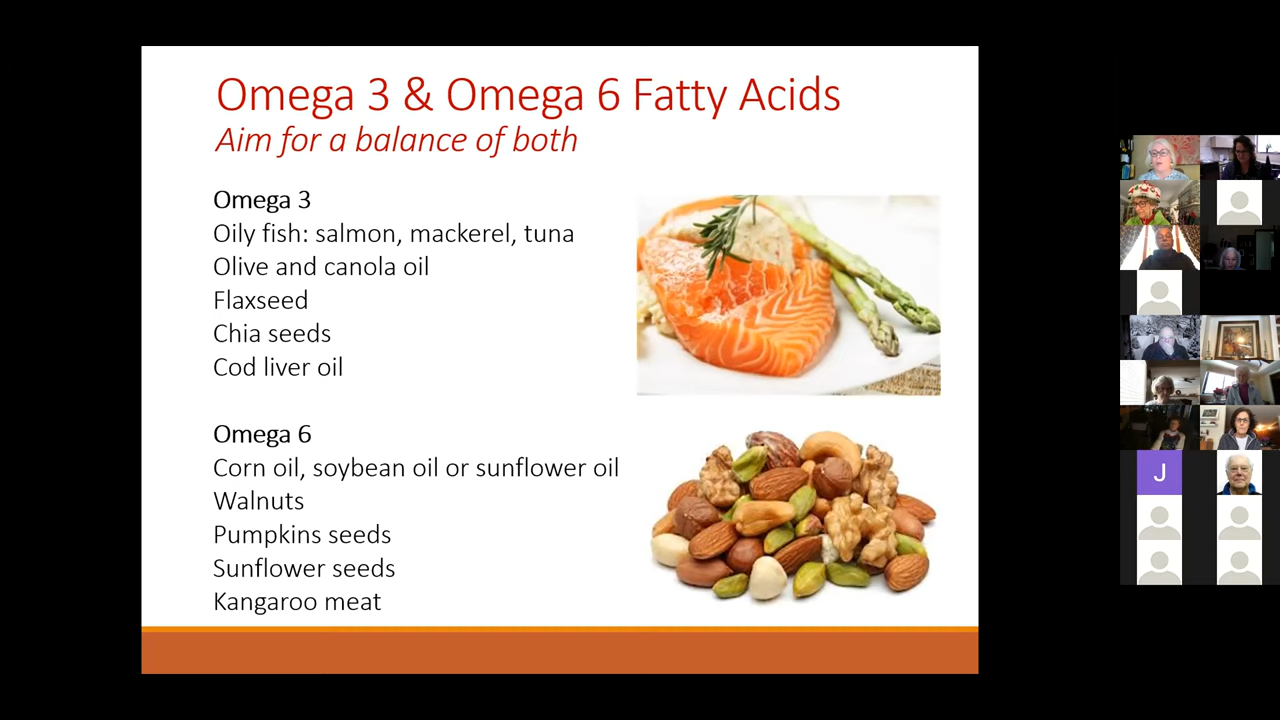 Omega 3 & Omega 6 Fatty Acids
Aim for a balance of both
Omega 3
Oily fish: salmon, mackerel, tuna
Olive and canola oil
Flaxseed
Chia seeds
Cod liver oil
Omega 6
Corn oil, soybean oil or sunflower oil
Walnuts
Pumpkins seeds
Sunflower seeds
Kangaroo meat
J